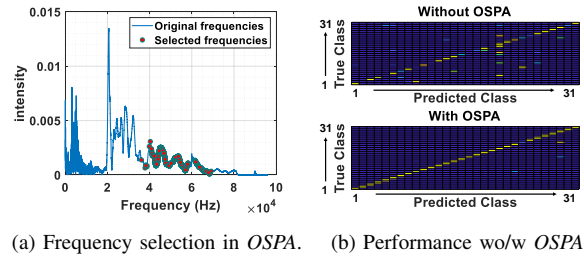 0.015
0.01
0.005
0
intensity
Original frequencies
Selected frequencies
0 2 4 6 8 10
Frequency (Hz) ×10⁴
(a) Frequency selection in OSPA.
Without OSPA
31
True Class
1
1 Predicted Class 31
With OSPA
31
True Class
1
1 Predicted Class 31
(b) Performance wo/w OSPA